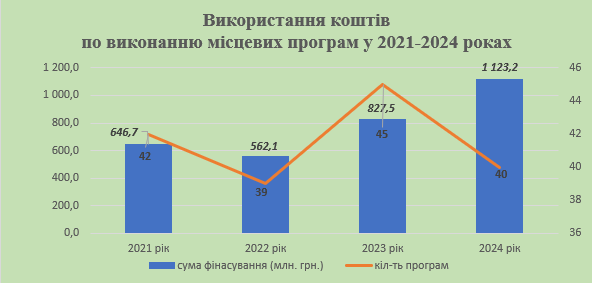 Використання коштів
по виконанню місцевих програм у 2021-2024 роках
1 200,0
1 000,0
800,0
600,0
400,0
200,0
0,0
46
44
42
40
38
36
646,7
562,1
827,5
1 123,2
42
39
45
40
2021 рік
2022 рік
2023 рік
2024 рік
сума фінасування (млн. грн.)
кіл-ть програм